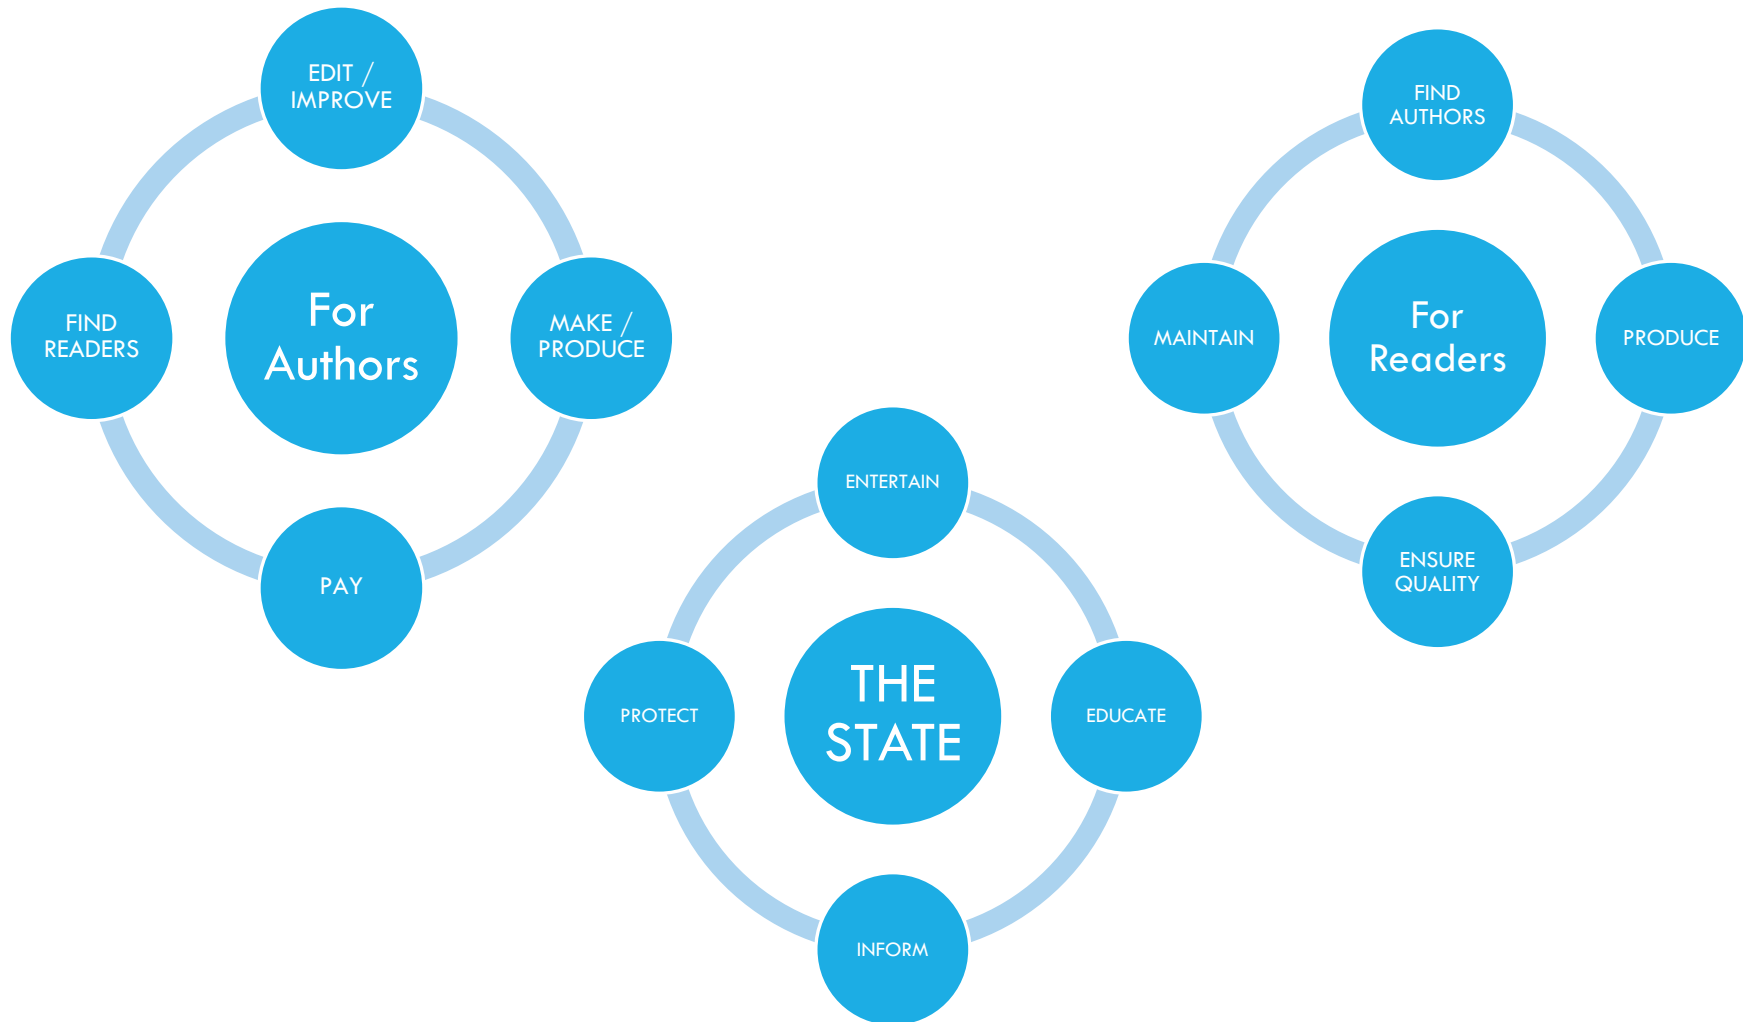 EDIT /
IMPROVE
For
Authors
FIND
READERS
MAKE /
PRODUCE
PAY
FIND
AUTHORS
For
Readers
MAINTAIN
PRODUCE
ENSURE
QUALITY
ENTERTAIN
THE
STATE
PROTECT
EDUCATE
INFORM